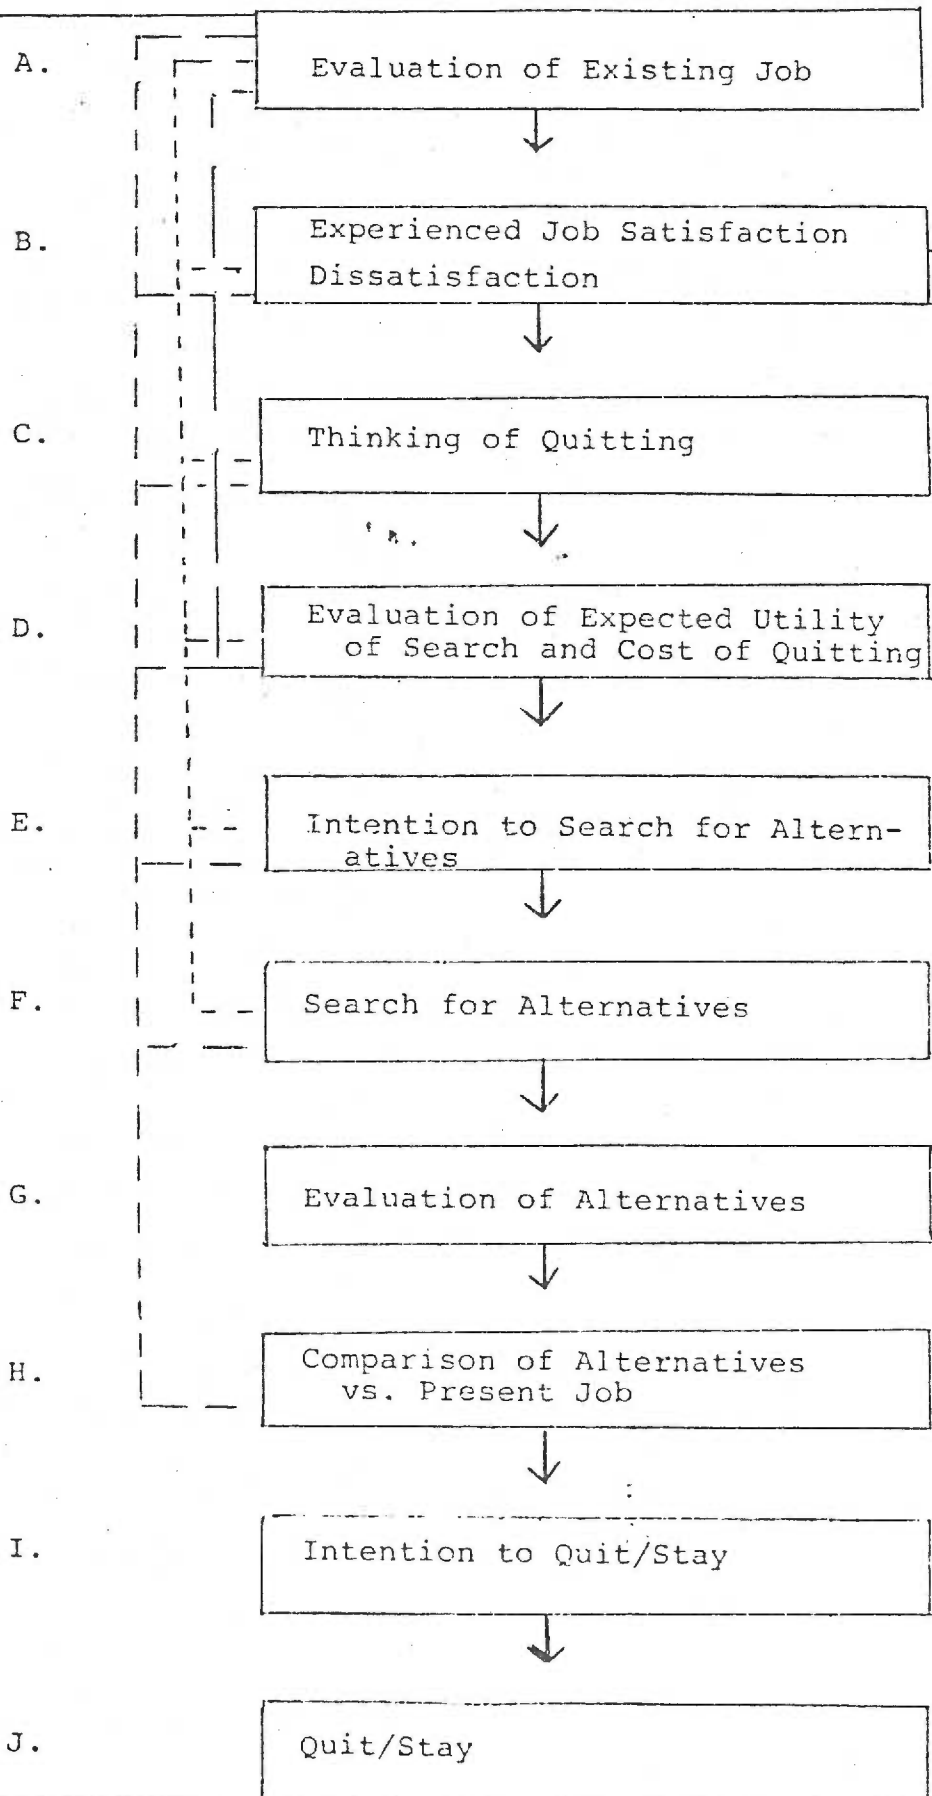 A. Evaluation of Existing Job
B. Experienced Job Satisfaction
Dissatisfaction
C. Thinking of Quitting
D. Evaluation of Expected Utility
of Search and Cost of Quitting
E. Intention to Search for Altern-
atives
F. Search for Alternatives
G. Evaluation of Alternatives
H. Comparison of Alternatives
vs. Present Job
I. Intention to Quit/Stay
J. Quit/Stay